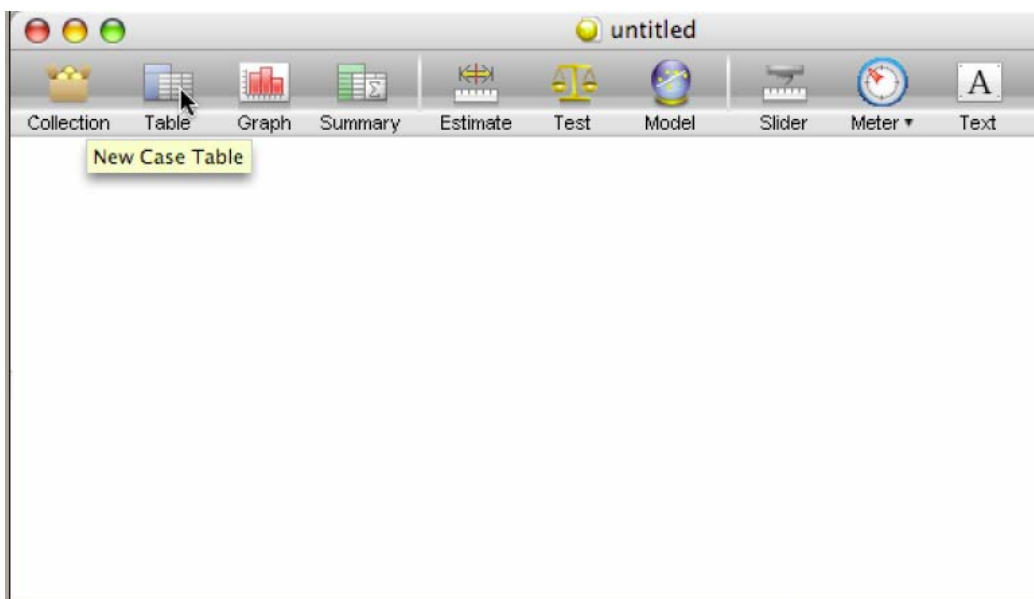 untitled
A
Collection Table Graph Summary Estimate Test Model Slider Meter Text
New Case Table